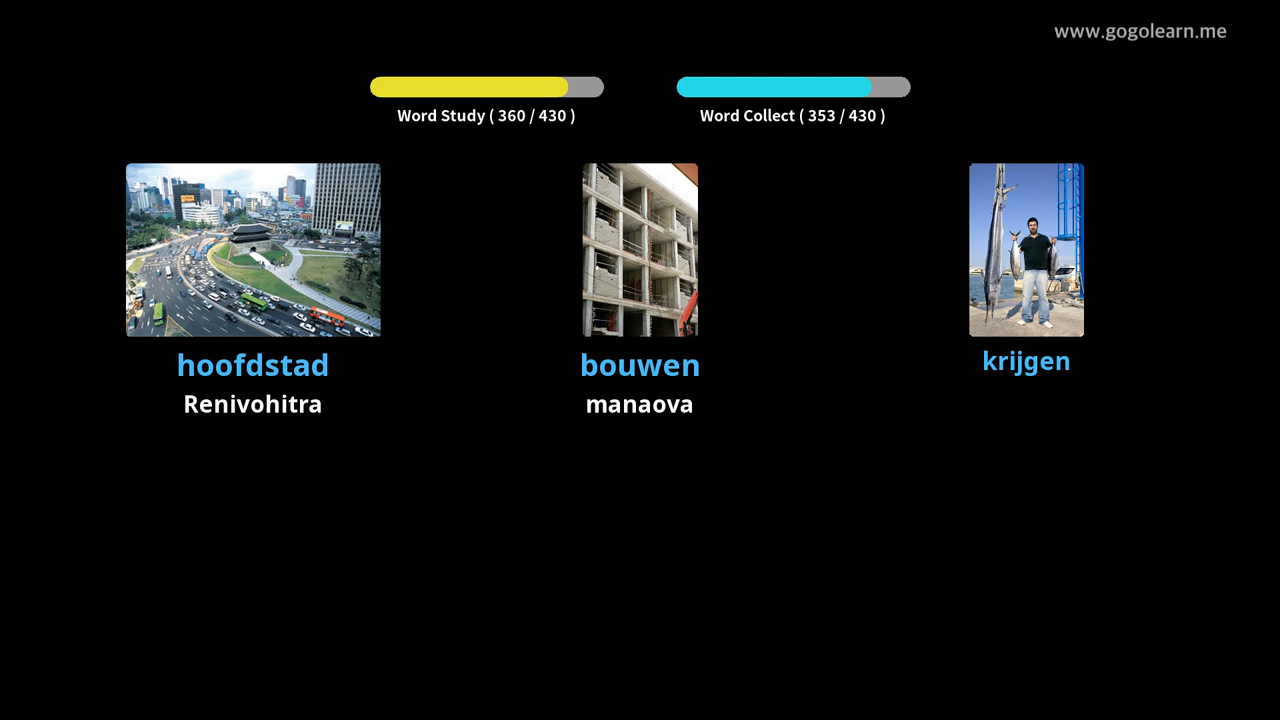 www.gogolearn.me
Word Study ( 360 / 430 )
Word Collect ( 353 / 430 )
hoofdstad
Renivohitra
bouwen
manaova
krijgen